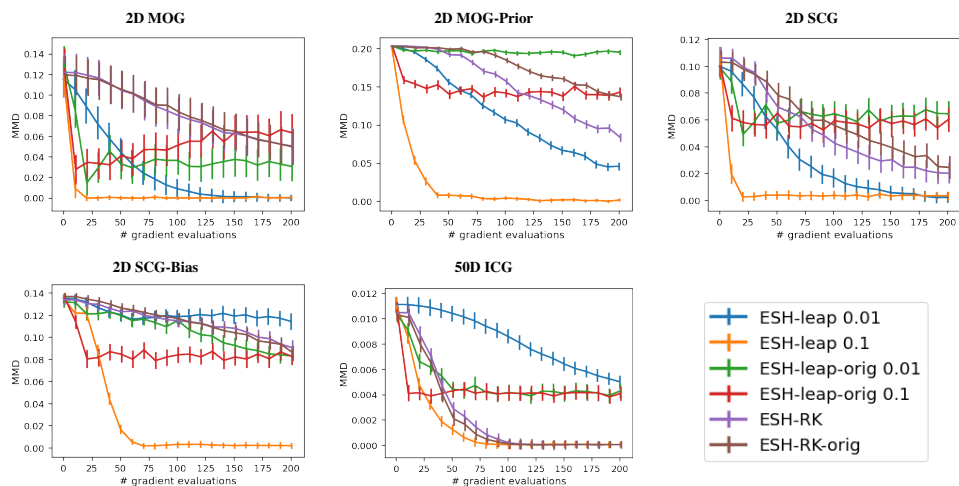 2D MOG
MMD
0.14
0.12
0.10
0.08
0.06
0.04
0.02
0.00
0 25 50 75 100 125 150 175 200
# gradient evaluations
2D MOG-Prior
MMD
0.20
0.15
0.10
0.05
0.00
0 25 50 75 100 125 150 175 200
# gradient evaluations
2D SCG
MMD
0.12
0.10
0.08
0.06
0.04
0.02
0.00
0 25 50 75 100 125 150 175 200
# gradient evaluations
2D SCG-Bias
MMD
0.14
0.12
0.10
0.08
0.06
0.04
0.02
0.00
0 25 50 75 100 125 150 175 200
# gradient evaluations
50D ICG
MMD
0.012
0.010
0.008
0.006
0.004
0.002
0.000
0 25 50 75 100 125 150 175 200
# gradient evaluations
ESH-leap 0.01
ESH-leap 0.1
ESH-leap-orig 0.01
ESH-leap-orig 0.1
ESH-RK
ESH-RK-orig